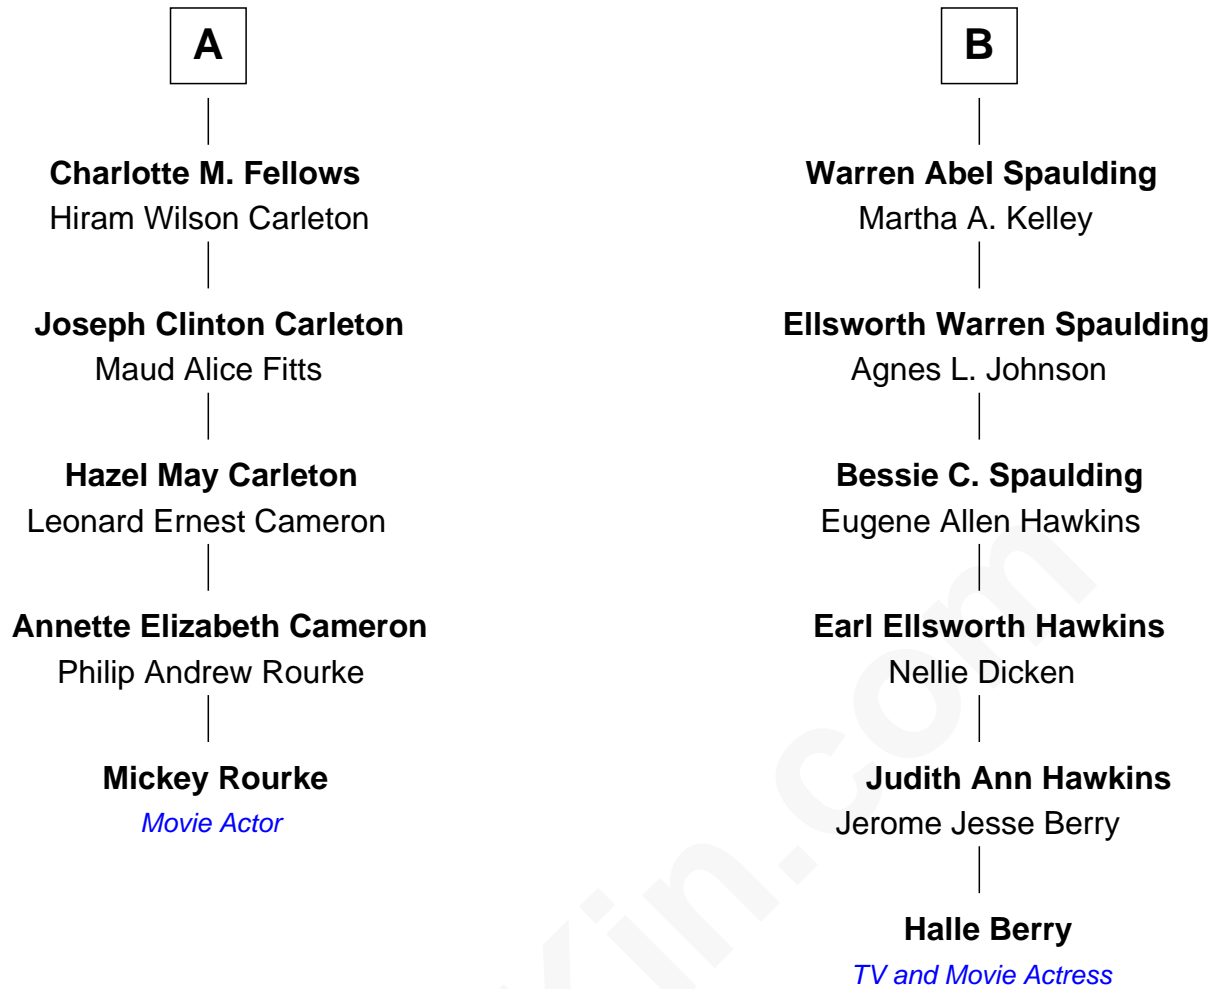 A
Charlotte M. Fellows
Hiram Wilson Carleton
Joseph Clinton Carleton
Maud Alice Fitts
Hazel May Carleton
Leonard Ernest Cameron
Annette Elizabeth Cameron
Philip Andrew Rourke
Mickey Rourke
Movie Actor
B
Warren Abel Spaulding
Martha A. Kelley
Ellsworth Warren Spaulding
Agnes L. Johnson
Bessie C. Spaulding
Eugene Allen Hawkins
Earl Ellsworth Hawkins
Nellie Dicken
Judith Ann Hawkins
Jerome Jesse Berry
Halle Berry
TV and Movie Actress
Kin.com